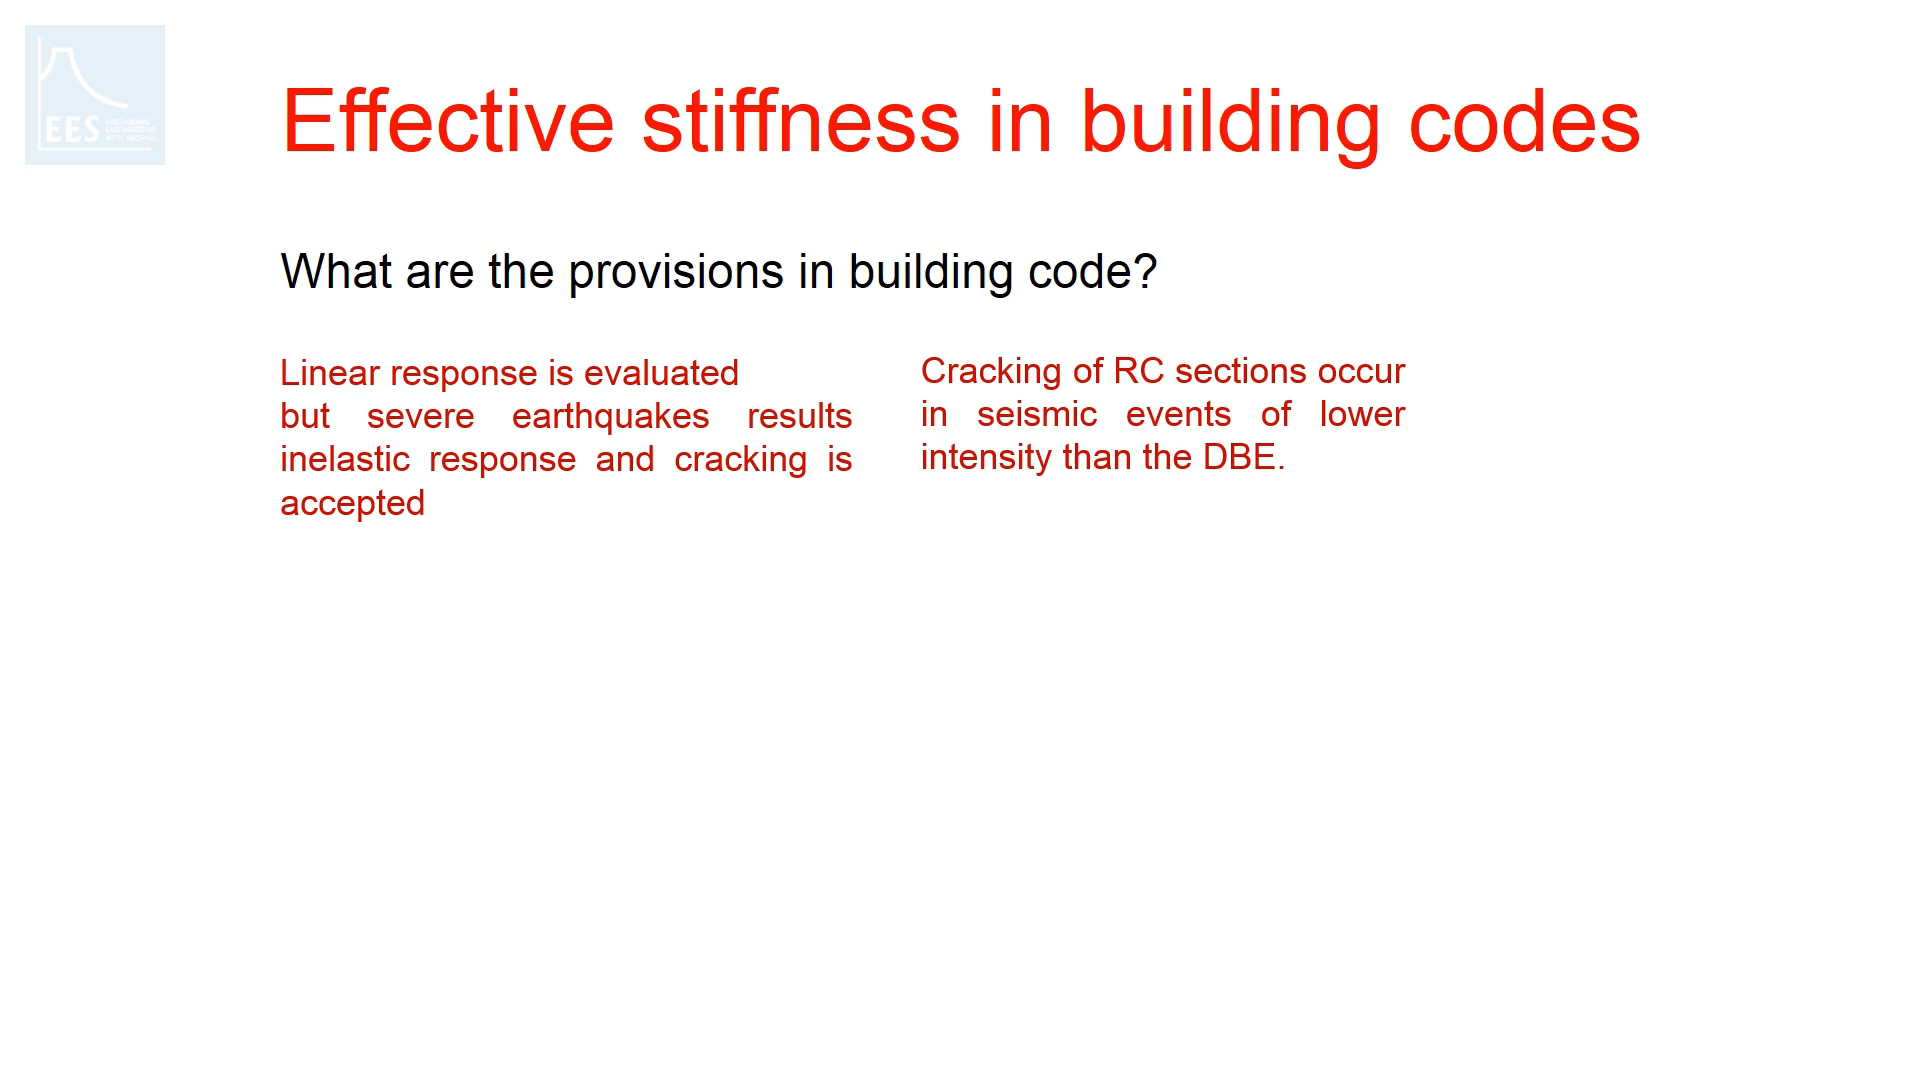 EES
Effective stiffness in building codes
What are the provisions in building code?
Linear response is evaluated
but severe earthquakes results
inelastic response and cracking is
accepted
Cracking of RC sections occur
in seismic events of lower
intensity than the DBE.